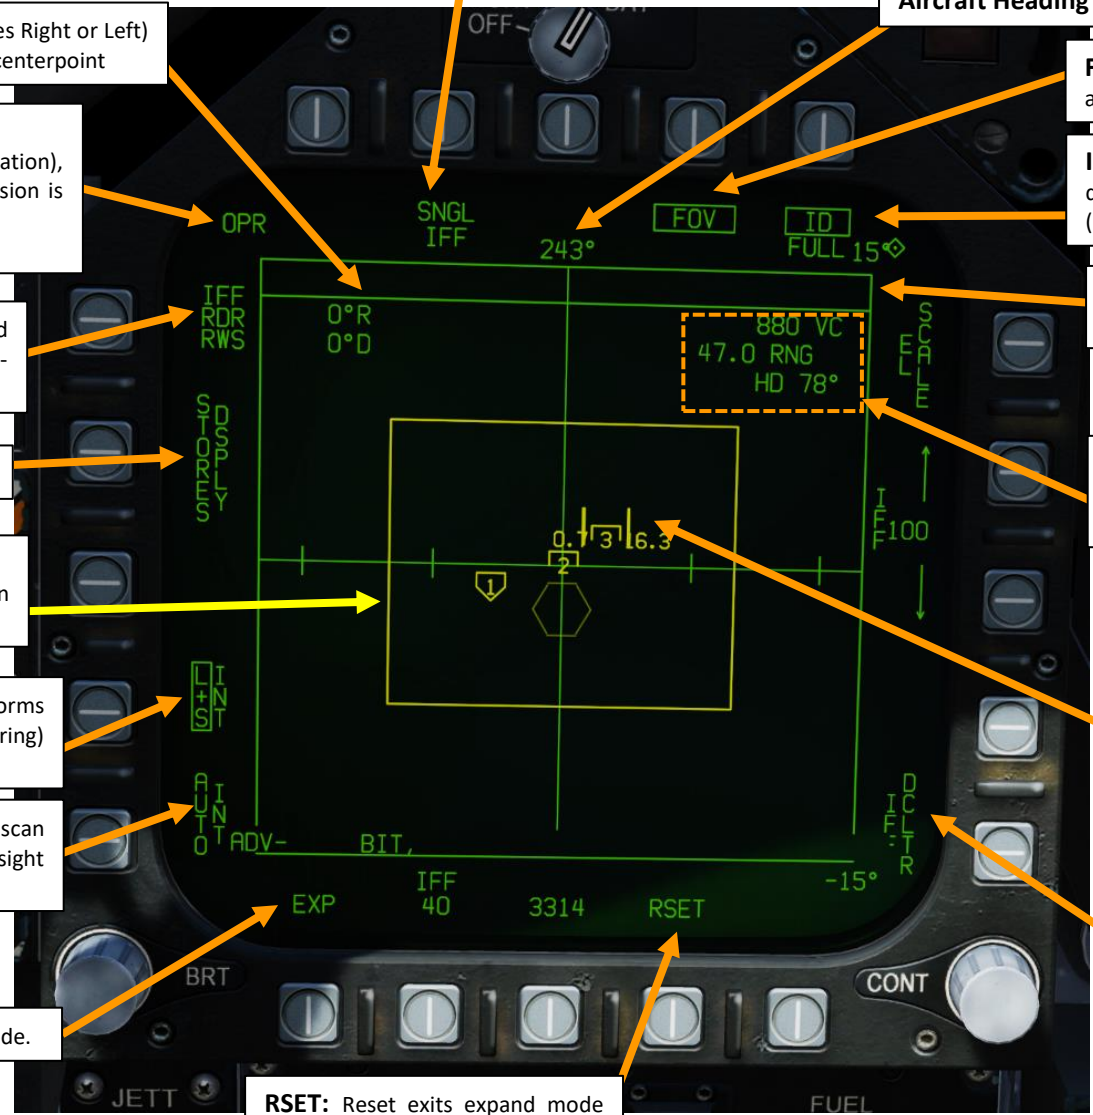 Aircraft Heading
OFF
es Right or Left)
centerpoint
ation),
sion is
OPR
SNGL
IFF
243°
FOV
ID
FULL 15°
IFF
RDR
RWS
0°R
0°D
880 VC
47.0 RNG
HD 78°
EL
SCALE
STORES
DSPLY
IFF
100
0.7
3
6.3
2
1
L+S
INT
orms
ring)
AUTO
INT
scan
sight
ADV-
BIT,
DCLTR
-15°
EXP
IFF
40
3314
RSET
BRT
CONT
de.
JETT
RSET: Reset exits expand mode
FUEL